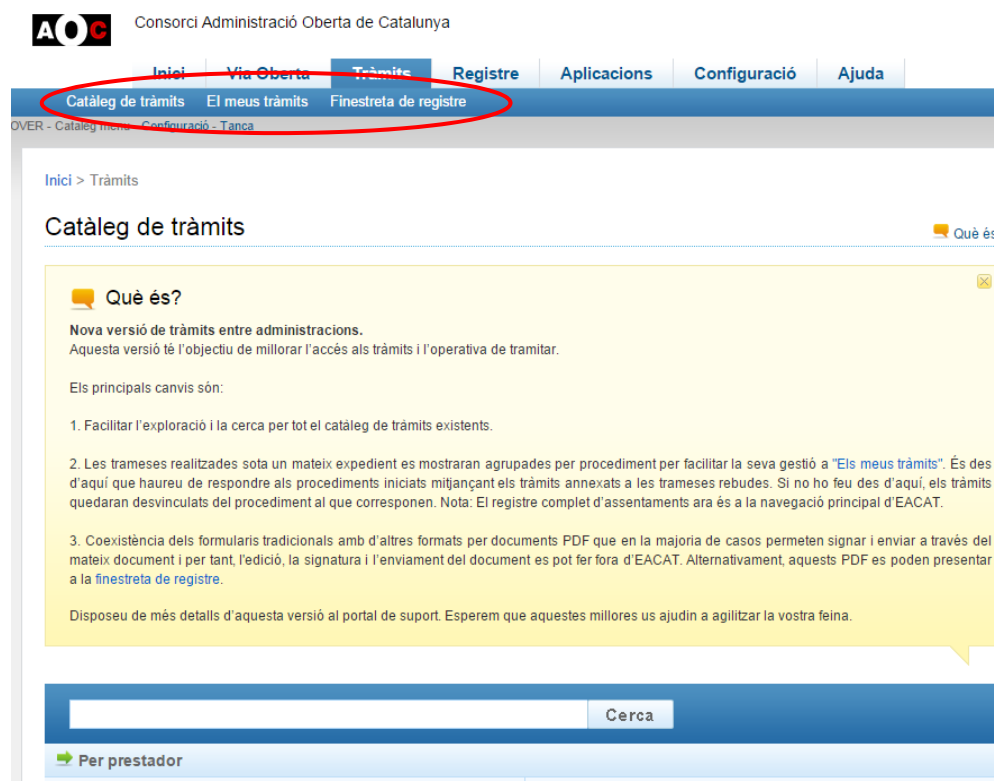 AOC
Consorci Administració Oberta de Catalunya
Inici Via Oberta Tràmits Registre Aplicacions Configuració Ajuda
Catàleg de tràmits El meus tràmits Finestreta de registre
OVER - Catàleg menu - Configuració - Tanca
Inici > Tràmits
Catàleg de tràmits
Què és
Què és?
Nova versió de tràmits entre administracions.
Aquesta versió té l'objectiu de millorar l'accés als tràmits i l'operativa de tramitar.
Els principals canvis són:
1. Facilitar l'exploració i la cerca per tot el catàleg de tràmits existents.
2. Les trameses realitzades sota un mateix expedient es mostraran agrupades per procediment per facilitar la seva gestió a "Els meus tràmits". És des
d'aquí que haureu de respondre als procediments iniciats mitjançant els tràmits annexats a les trameses rebudes. Si no ho feu des d'aquí, els tràmits
quedaran desvinculats del procediment al que corresponen. Nota: El registre complet d'assentaments ara és a la navegació principal d'EACAT.
3. Coexistència dels formularis tradicionals amb d'altres formats per documents PDF que en la majoria de casos permeten signar i enviar a través del
mateix document i per tant, l'edició, la signatura i l'enviament del document es pot fer fora d'EACAT. Alternativament, aquests PDF es poden presentar
a la finestreta de registre.
Disposeu de més detalls d'aquesta versió al portal de suport. Esperem que aquestes millores us ajudin a agilitzar la vostra feina.
Cerca
Per prestador